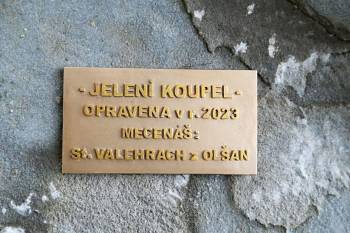 - JELENÍ KOUPEL -
OPRAVENA v r. 2023
MECENÁŠ:
St. VALEHRACH z OLŠAN